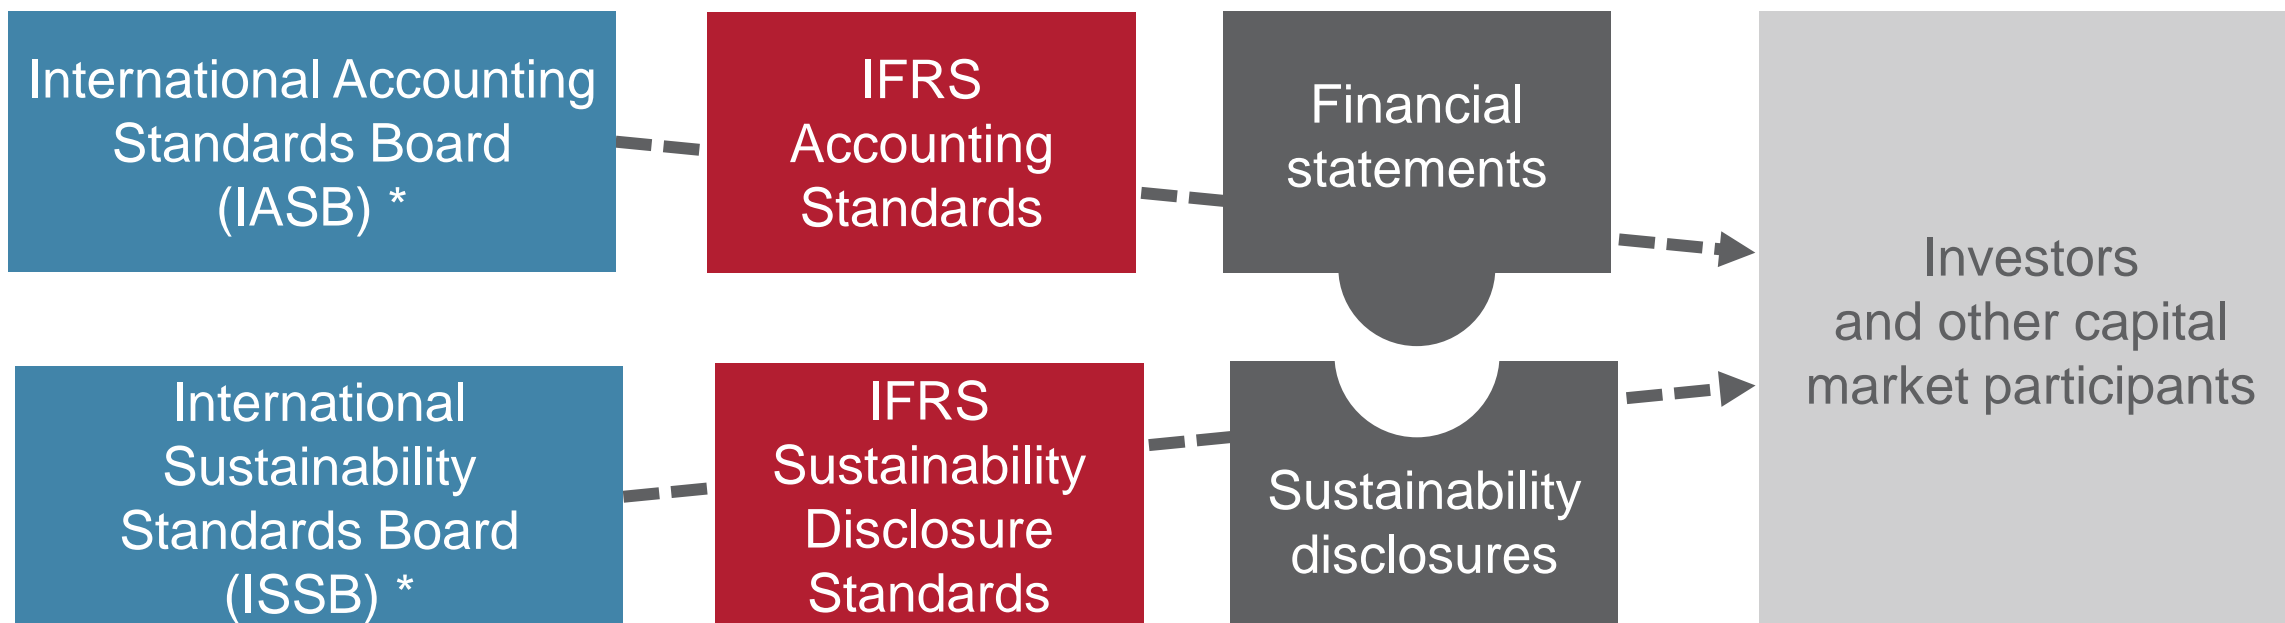 International Accounting
Standards Board
(IASB) *
IFRS
Accounting
Standards
Financial
statements
Investors
and other capital
market participants
International
Sustainability
Standards Board
(ISSB) *
IFRS
Sustainability
Disclosure
Standards
Sustainability
disclosures